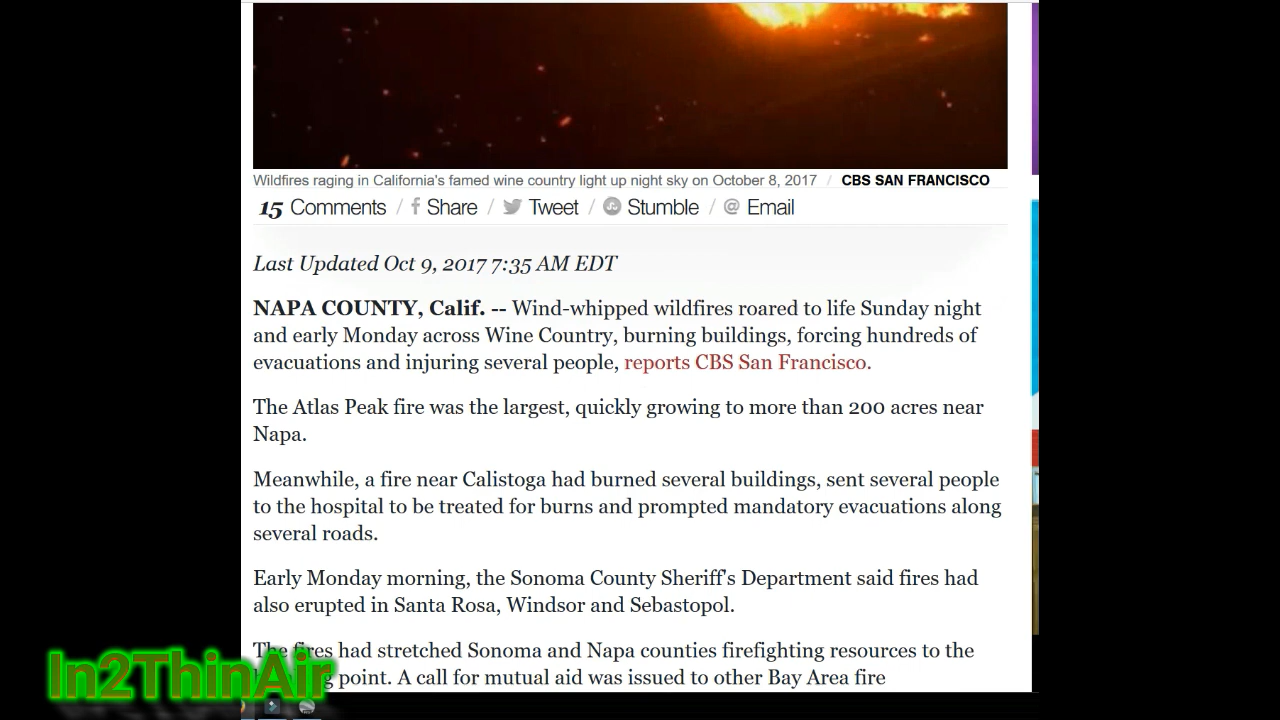 Wildfires raging in California's famed wine country light up night sky on October 8, 2017 / CBS SAN FRANCISCO
15 Comments / Share / Tweet / Stumble / @ Email
Last Updated Oct 9, 2017 7:35 AM EDT
NAPA COUNTY, Calif. -- Wind-whipped wildfires roared to life Sunday night
and early Monday across Wine Country, burning buildings, forcing hundreds of
evacuations and injuring several people, reports CBS San Francisco.
The Atlas Peak fire was the largest, quickly growing to more than 200 acres near
Napa.
Meanwhile, a fire near Calistoga had burned several buildings, sent several people
to the hospital to be treated for burns and prompted mandatory evacuations along
several roads.
Early Monday morning, the Sonoma County Sheriff's Department said fires had
also erupted in Santa Rosa, Windsor and Sebastopol.
The fires had stretched Sonoma and Napa counties firefighting resources to the
point. A call for mutual aid was issued to other Bay Area fire
In2ThinAir